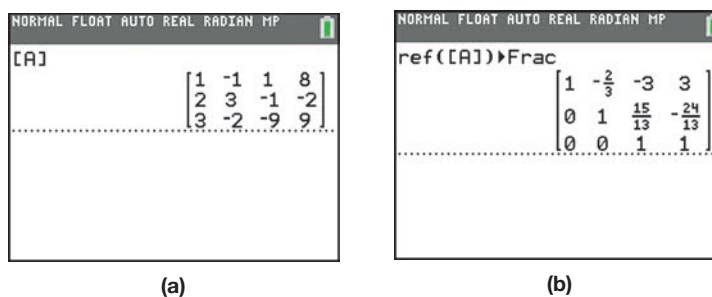 NORMAL FLOAT AUTO REAL RADIAN MP
[A]
[1 -1 1 8]
[2 3 -1 -2]
[3 -2 -9 9]
(a)
NORMAL FLOAT AUTO REAL RADIAN MP
ref([A])▸Frac
[1 -2/3 -3 3]
[0 1 15/13 -24/13]
[0 0 1 1]
(b)